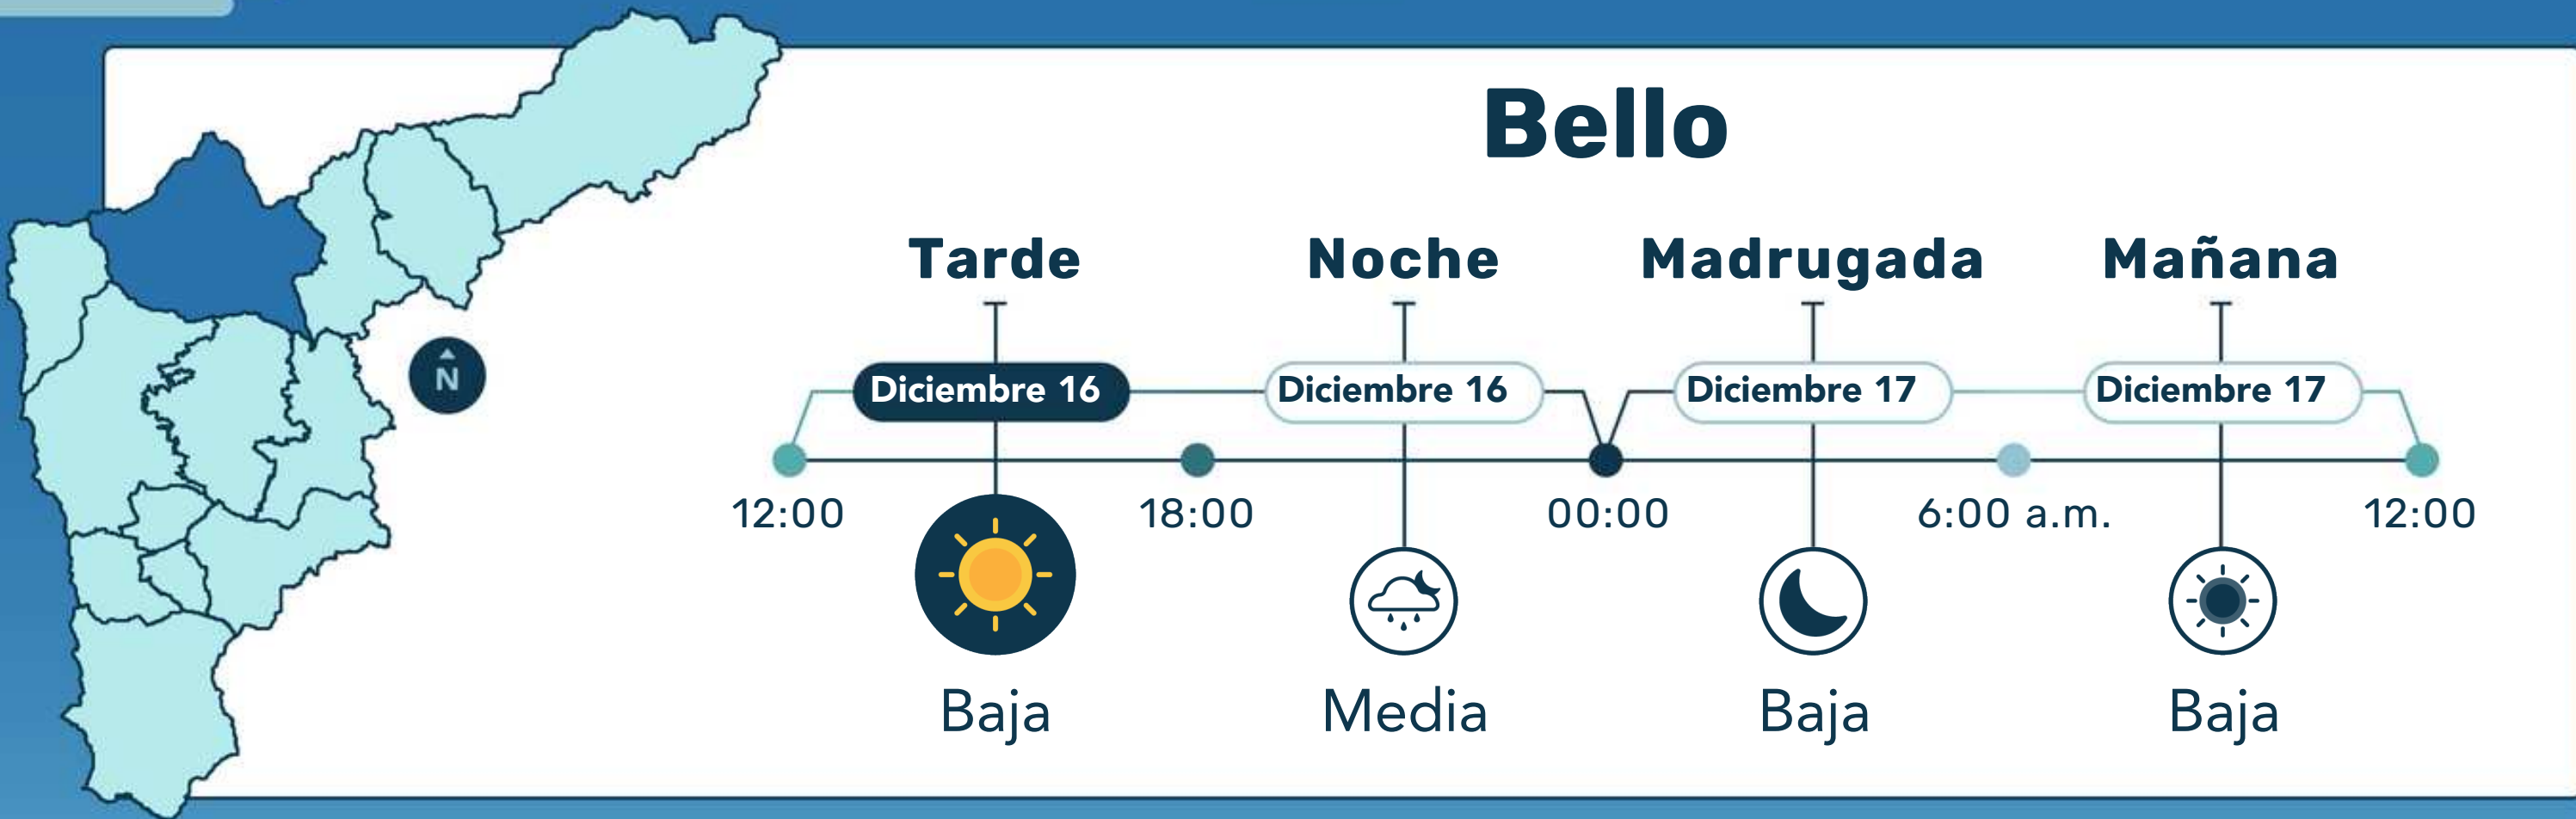 Bello
Tarde Noche Madrugada Mañana
Diciembre 16 Diciembre 16 Diciembre 17 Diciembre 17
N
12:00 18:00 00:00 6:00 a.m. 12:00
Baja Media Baja Baja